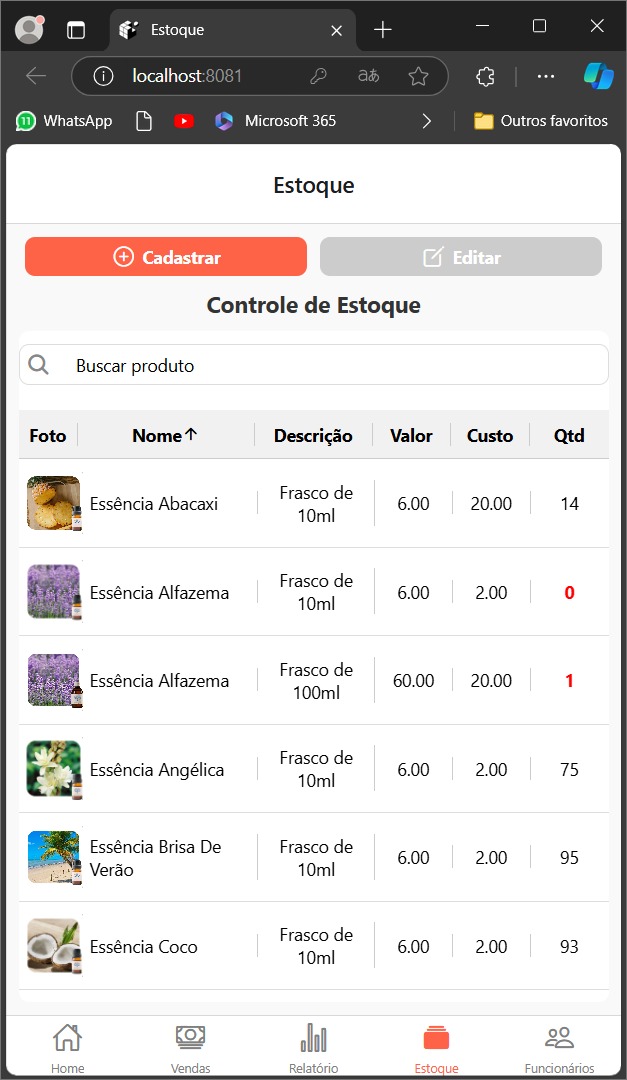 Estoque
localhost:8081
11 WhatsApp
Microsoft 365
Outros favoritos
Estoque
Cadastrar
Editar
Controle de Estoque
Buscar produto
Foto Nome↑ Descrição Valor Custo Qtd
Essência Abacaxi Frasco de 10ml 6.00 20.00 14
Essência Alfazema Frasco de 10ml 6.00 2.00 0
Essência Alfazema Frasco de 100ml 60.00 20.00 1
Essência Angélica Frasco de 10ml 6.00 2.00 75
Essência Brisa De Verão Frasco de 10ml 6.00 2.00 95
Essência Coco Frasco de 10ml 6.00 2.00 93
Home Vendas Relatório Estoque Funcionários